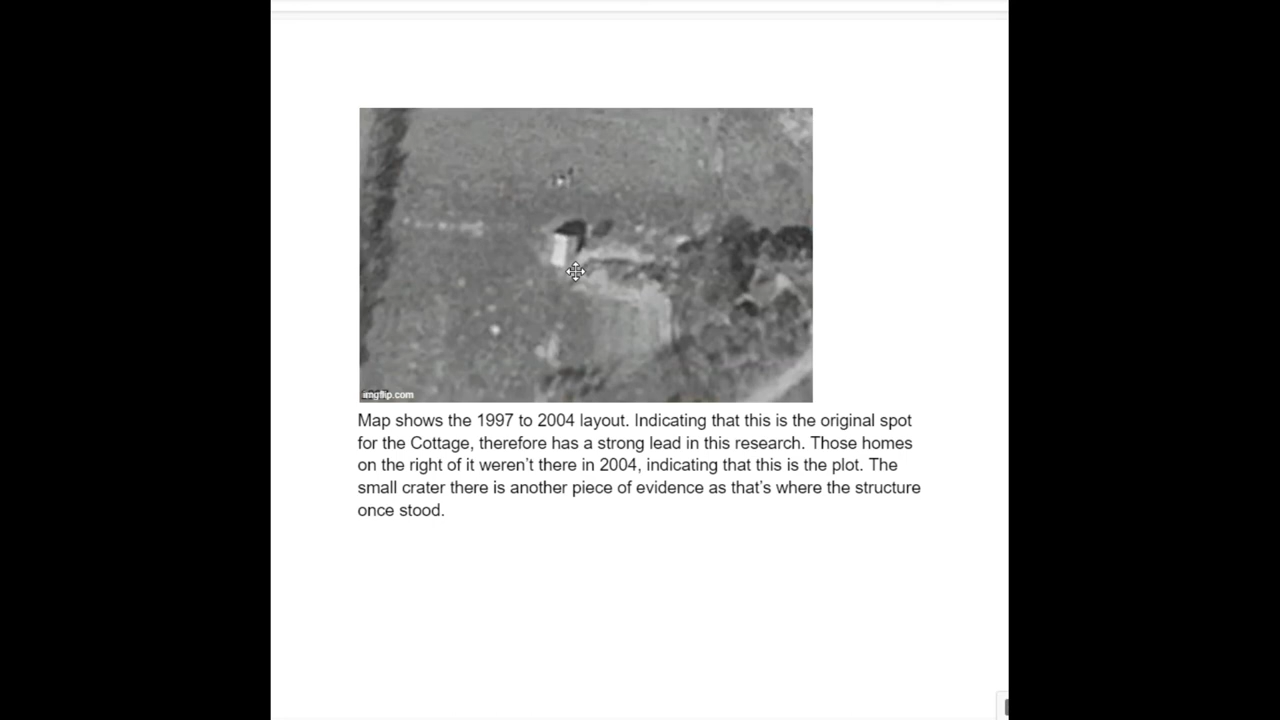 imgflip.com
Map shows the 1997 to 2004 layout. Indicating that this is the original spot
for the Cottage, therefore has a strong lead in this research. Those homes
on the right of it weren’t there in 2004, indicating that this is the plot. The
small crater there is another piece of evidence as that’s where the structure
once stood.